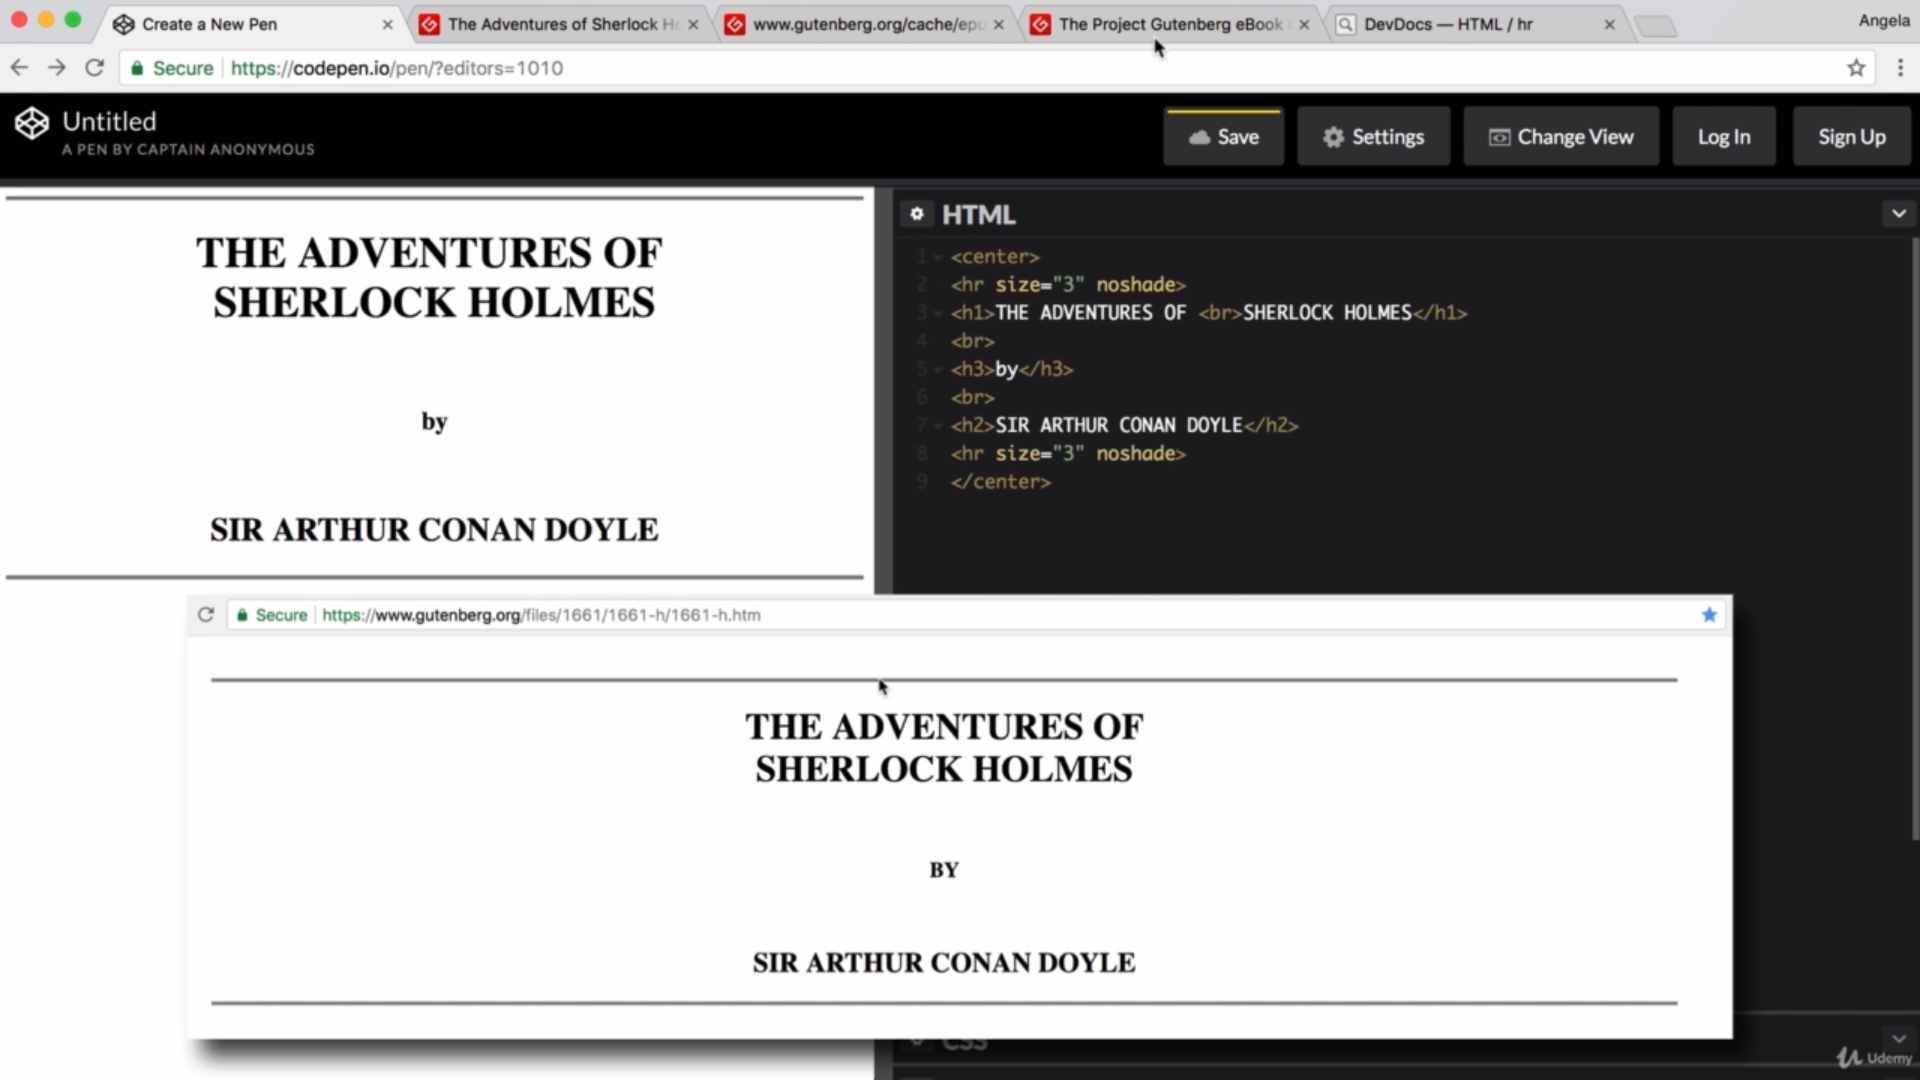 Create a New Pen
The Adventures of Sherlock Ho
www.gutenberg.org/cache/epu
The Project Gutenberg eBook
DevDocs — HTML / hr
Angela
Secure https://codepen.io/pen/?editors=1010
Untitled
A PEN BY CAPTAIN ANONYMOUS
Save
Settings
Change View
Log In
Sign Up
THE ADVENTURES OF
SHERLOCK HOLMES
by
SIR ARTHUR CONAN DOYLE
HTML
1 <center>
2 <hr size="3" noshade>
3 <h1>THE ADVENTURES OF <br>SHERLOCK HOLMES</h1>
4 <br>
5 <h3>by</h3>
6 <br>
7 <h2>SIR ARTHUR CONAN DOYLE</h2>
8 <hr size="3" noshade>
9 </center>
Secure https://www.gutenberg.org/files/1661/1661-h/1661-h.htm
THE ADVENTURES OF
SHERLOCK HOLMES
BY
SIR ARTHUR CONAN DOYLE
CSS
Udemy